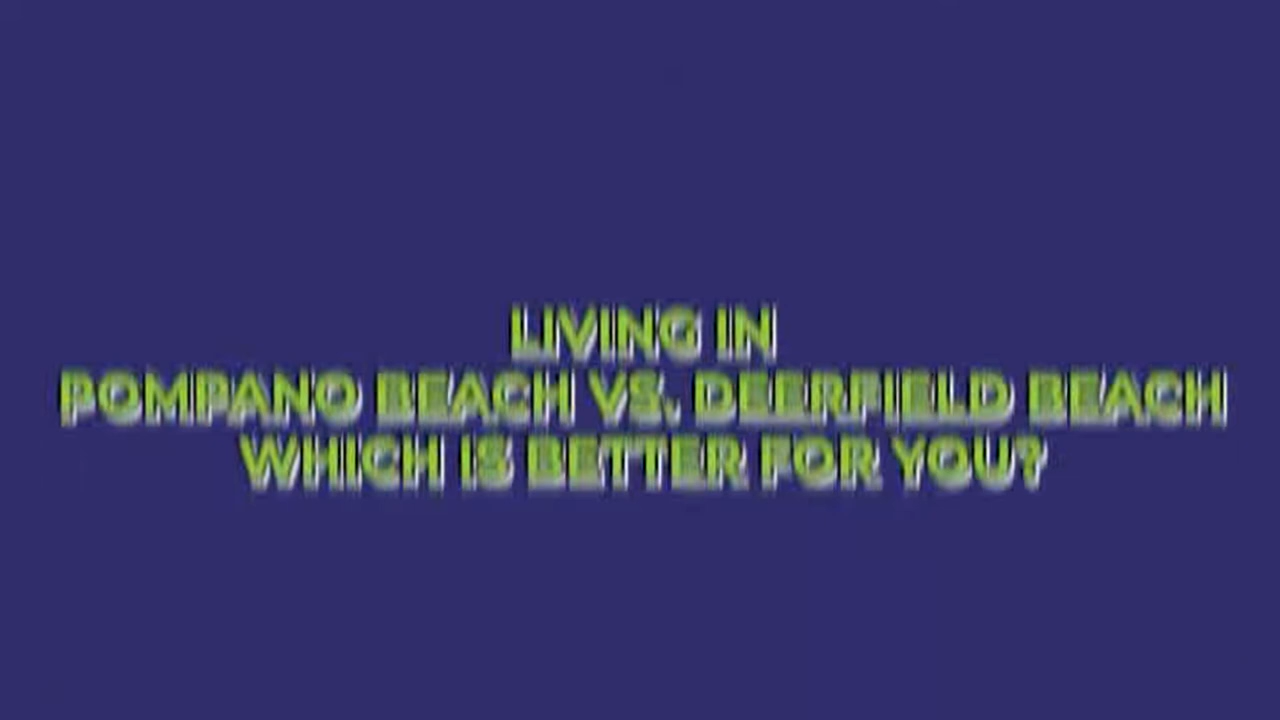 LIVING IN
POMPANO BEACH VS. DEERFIELD BEACH
WHICH IS BETTER FOR YOU?